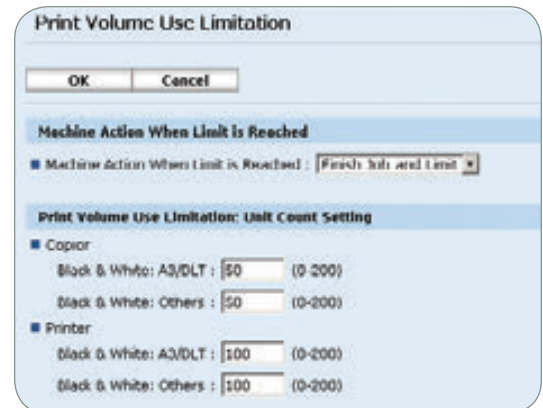 Print Volume Use Limitation
OK Cancel
Machine Action When Limit is Reached
Machine Action When Limit is Reached : Finish Job and Limit
Print Volume Use Limitation: Unit Count Setting
Copier
Black & White: A3/DLT : 50 (0-200)
Black & White: Others : 50 (0-200)
Printer
Black & White: A3/DLT : 100 (0-200)
Black & White: Others : 100 (0-200)